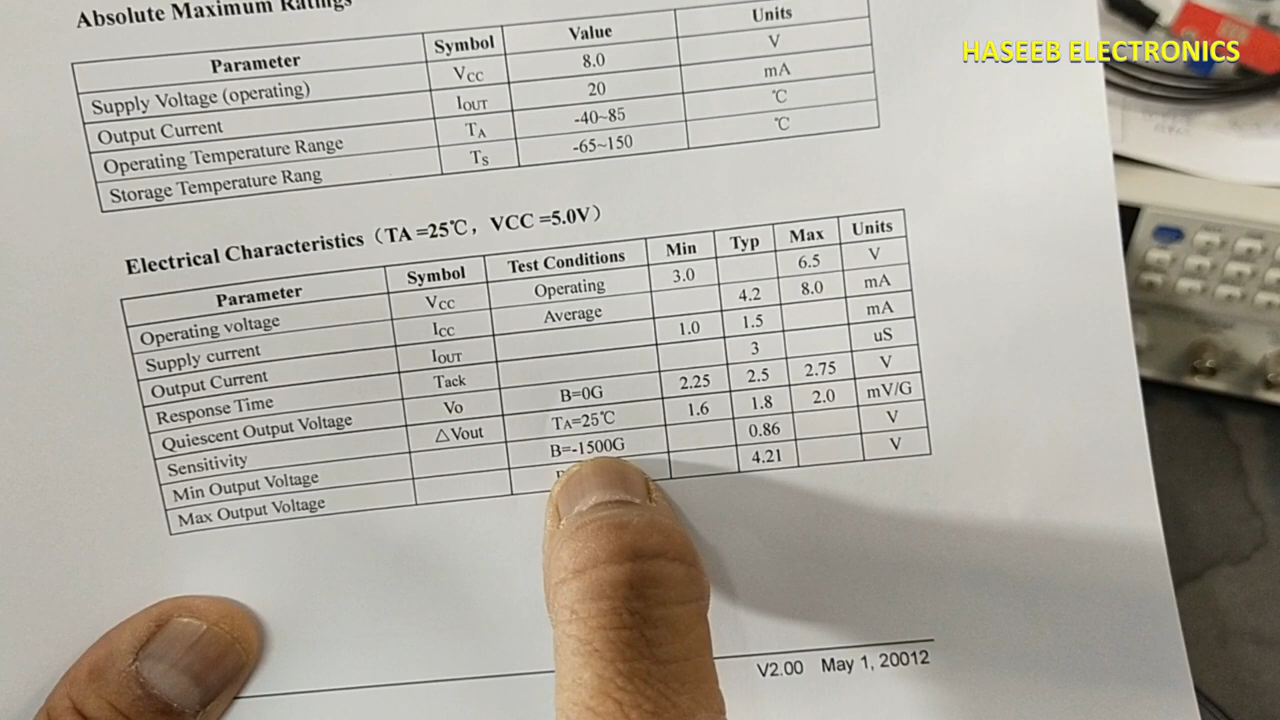 Absolute Maximum Ratings
HASEEB ELECTRONICS
Parameter Symbol Value Units
Supply Voltage (operating) VCC 8.0 V
Output Current IOUT 20 mA
Operating Temperature Range TA -40~85 ℃
Storage Temperature Rang TS -65~150 ℃
Electrical Characteristics（TA =25℃，VCC =5.0V）
Parameter Symbol Test Conditions Min Typ Max Units
Operating voltage VCC Operating 3.0 6.5 V
Supply current ICC Average 4.2 8.0 mA
Output Current IOUT 1.0 1.5 mA
Response Time Tack 3 uS
Quiescent Output Voltage Vo B=0G 2.25 2.5 2.75 V
Sensitivity △Vout TA=25℃ 1.6 1.8 2.0 mV/G
Min Output Voltage B=-1500G 0.86 V
Max Output Voltage 4.21 V
V2.00 May 1, 20012